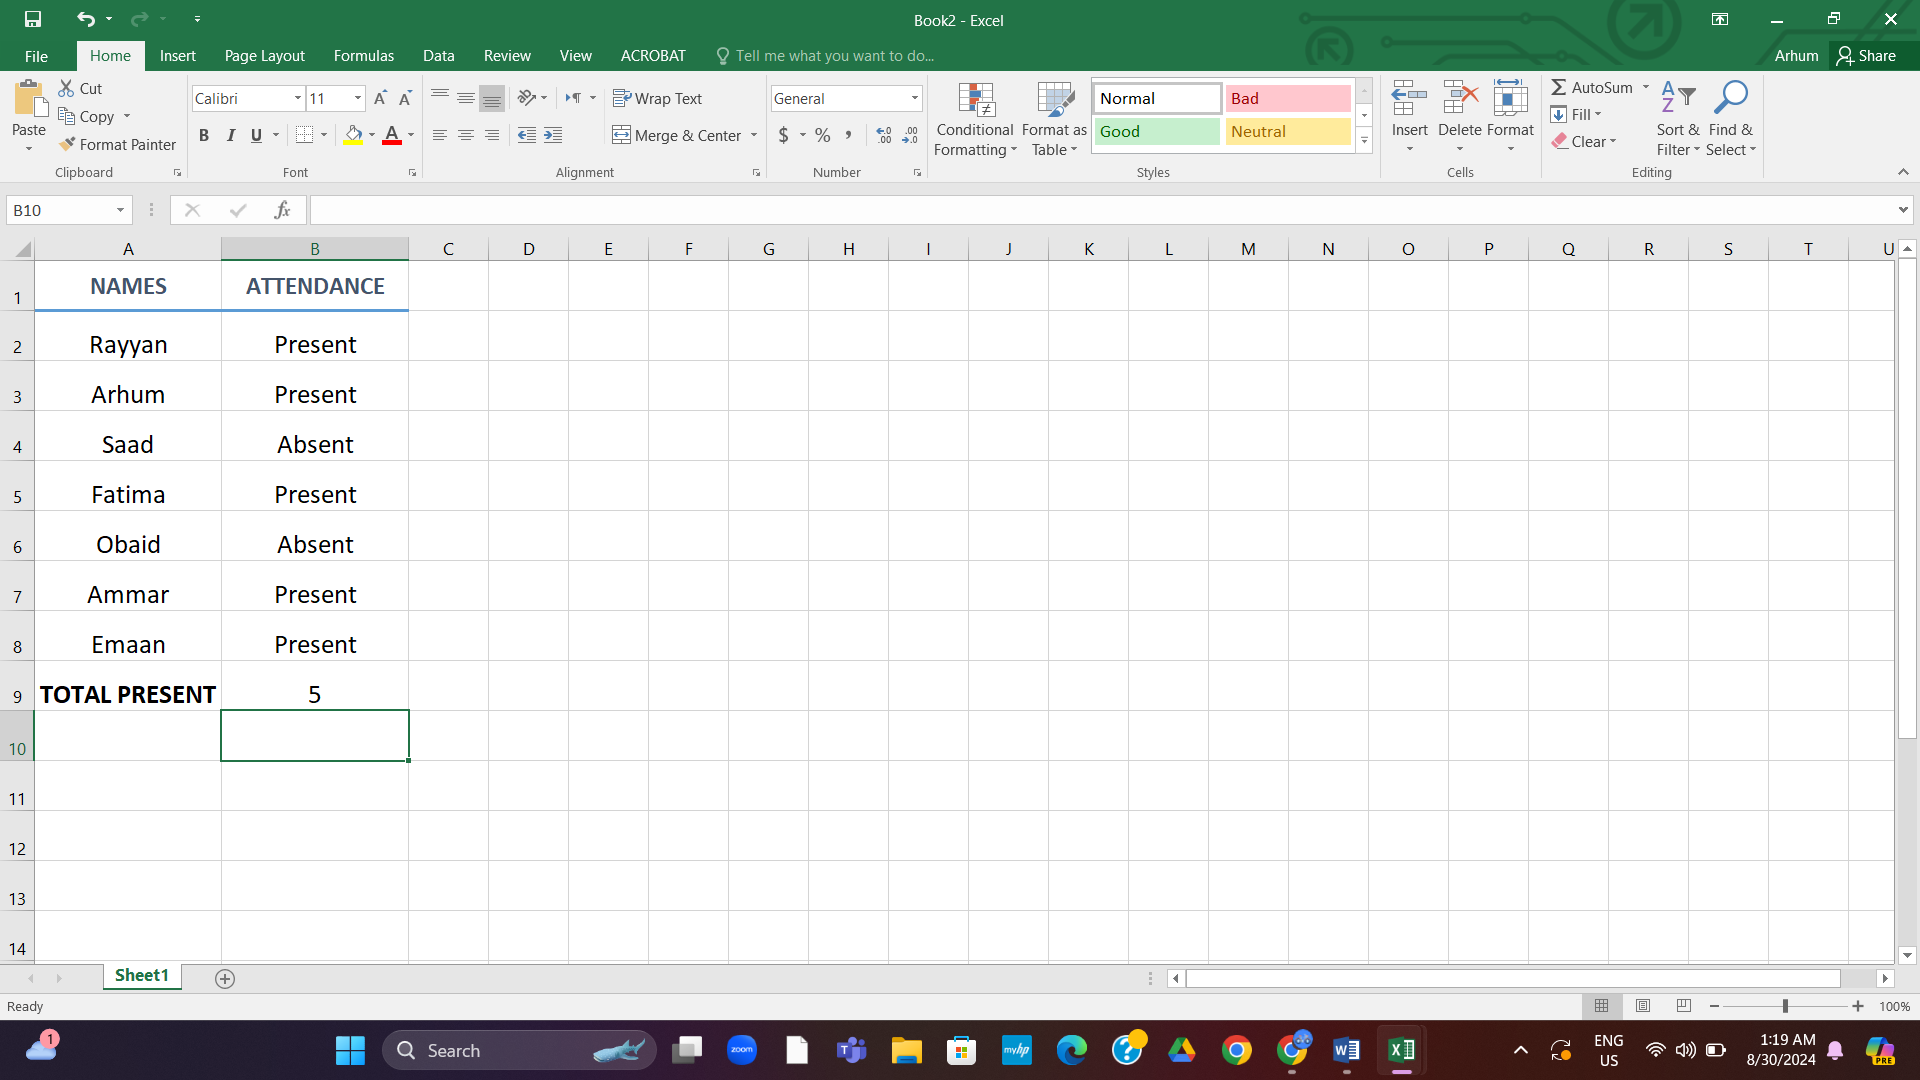 Book2 - Excel
File Home Insert Page Layout Formulas Data Review View ACROBAT Tell me what you want to do... Arhum Share
Paste
Cut
Copy
Format Painter
Clipboard
Calibri 11
B I U A
Font
Wrap Text
Merge & Center
Alignment
General
$ % ,
Number
Conditional Formatting
Format as Table
Normal Bad
Good Neutral
Styles
Insert Delete Format
Cells
AutoSum
Fill
Clear
Sort & Filter
Find & Select
Editing
B10 fx
A B C D E F G H I J K L M N O P Q R S T U
1 NAMES ATTENDANCE
2 Rayyan Present
3 Arhum Present
4 Saad Absent
5 Fatima Present
6 Obaid Absent
7 Ammar Present
8 Emaan Present
9 TOTAL PRESENT 5
10
11
12
13
14
Sheet1
Ready 100%
1 Search zoom myhp ENG US 1:19 AM 8/30/2024 PRE